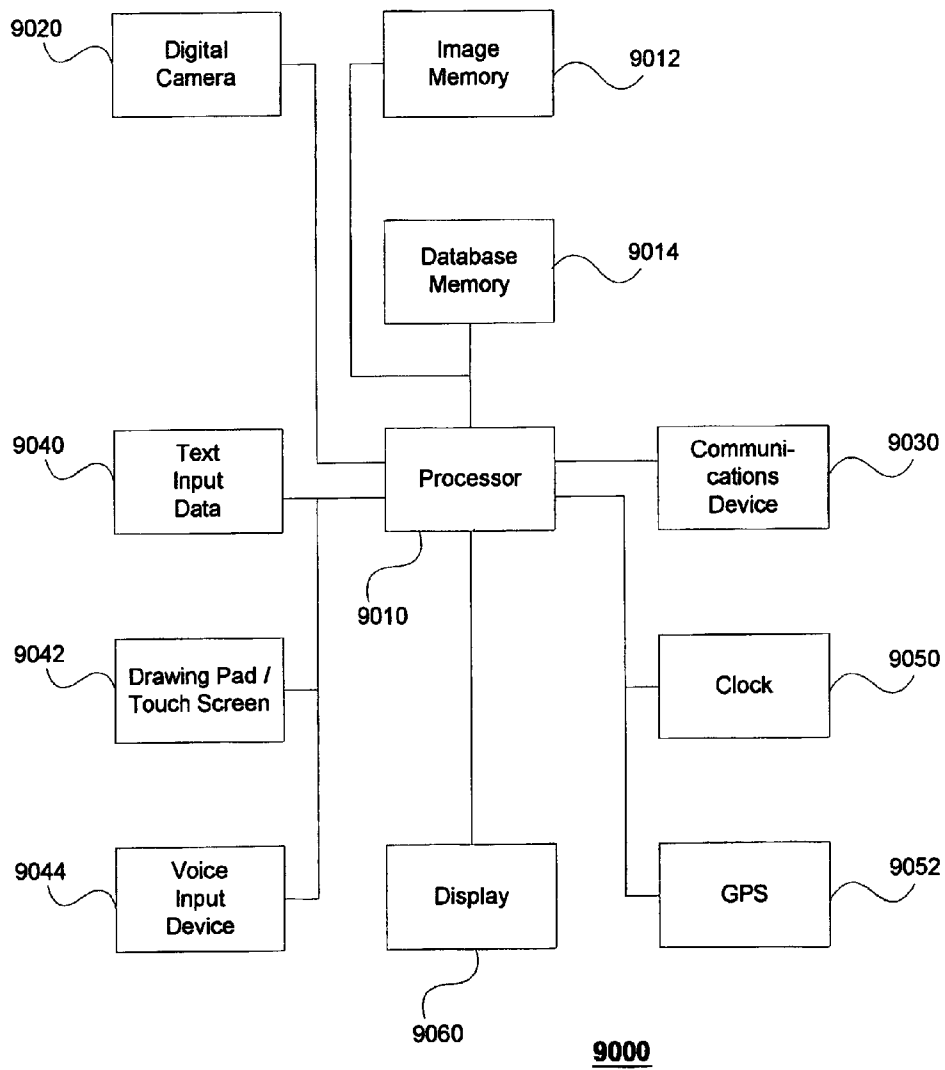 9020
Digital
Camera
Image
Memory
9012
Database
Memory
9014
9040
Text
Input
Data
Processor
9010
Communi-
cations
Device
9030
9042
Drawing Pad /
Touch Screen
Clock
9050
9044
Voice
Input
Device
Display
9060
GPS
9052
9000